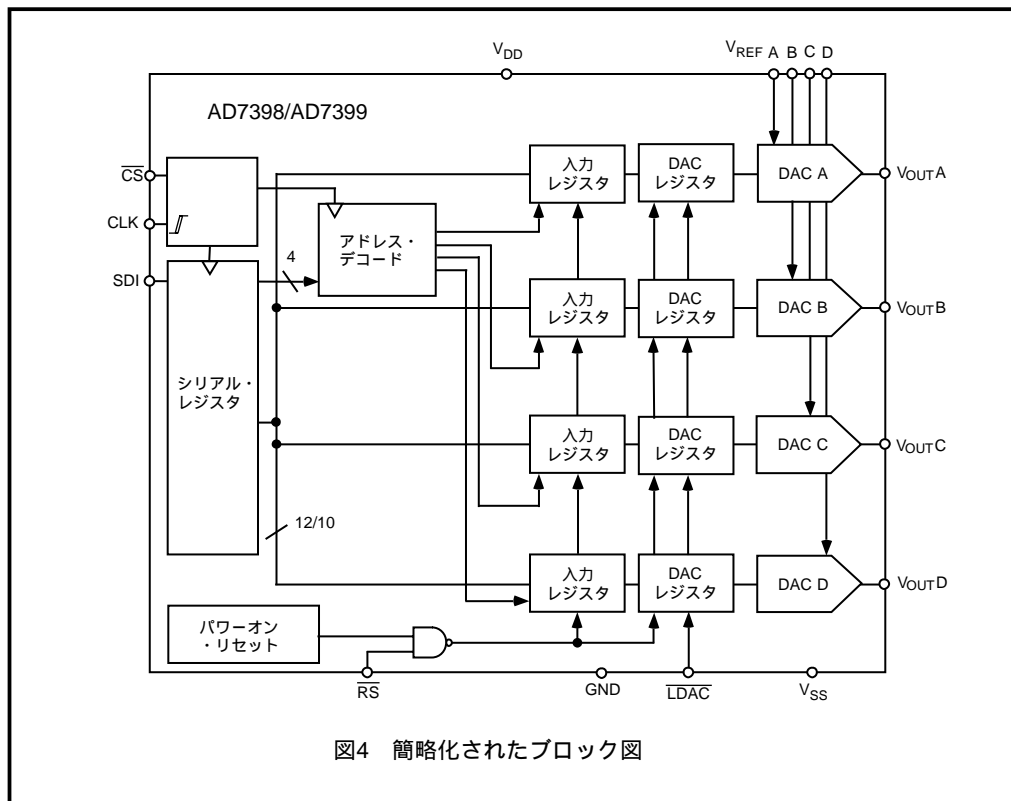 VDD
VREF A B C D
AD7398/AD7399
CS
CLK
SDI
4
アドレス・
デコード
シリアル・
レジスタ
12/10
入力
レジスタ
DAC
レジスタ
DAC A
VOUTA
入力
レジスタ
DAC
レジスタ
DAC B
VOUTB
入力
レジスタ
DAC
レジスタ
DAC C
VOUTC
入力
レジスタ
DAC
レジスタ
DAC D
VOUTD
パワーオン
・リセット
RS
GND
LDAC
VSS
図4 簡略化されたブロック図